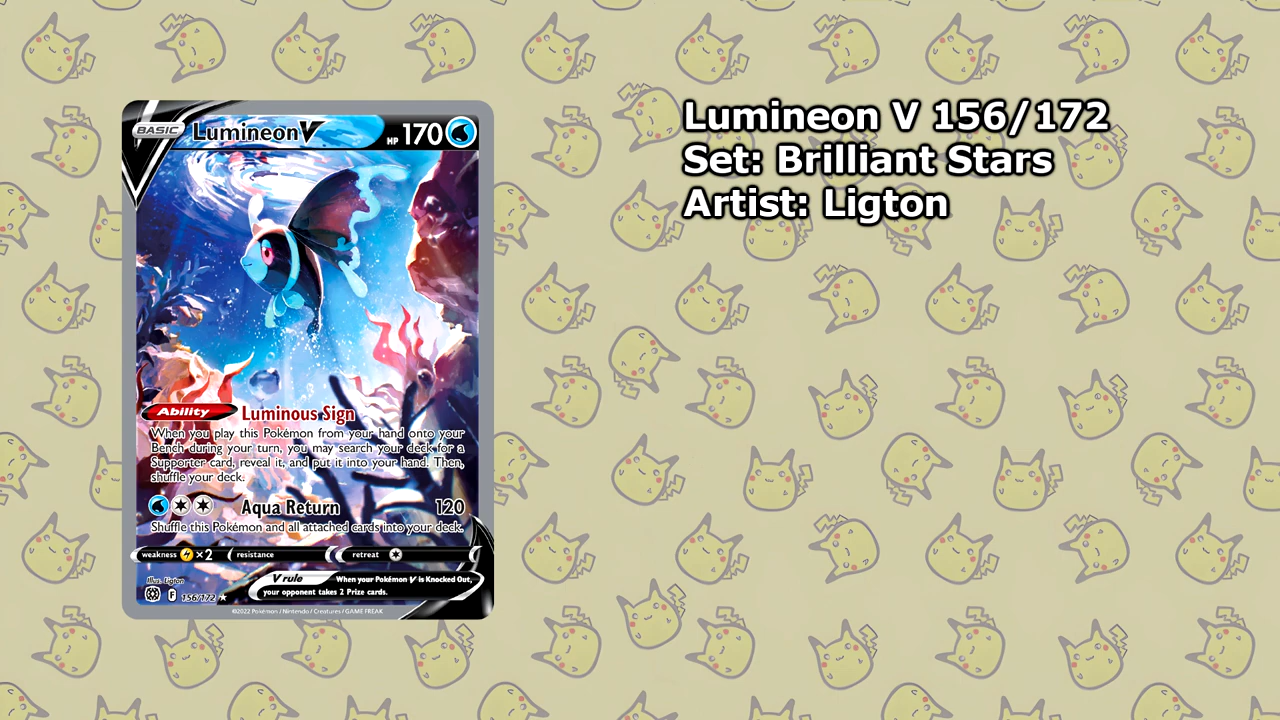 BASIC
Lumineon V
HP 170
Lumineon V 156/172
Set: Brilliant Stars
Artist: Ligton
Ability
Luminous Sign
When you play this Pokémon from your hand onto your
Bench during your turn, you may search your deck for a
Supporter card, reveal it, and put it into your hand. Then,
shuffle your deck.
Aqua Return 120
Shuffle this Pokémon and all attached cards into your deck.
weakness ×2 resistance retreat
Illus. Ligton
V rule When your Pokémon V is Knocked Out,
your opponent takes 2 Prize cards.
F 156/172
©2022 Pokémon / Nintendo / Creatures / GAME FREAK